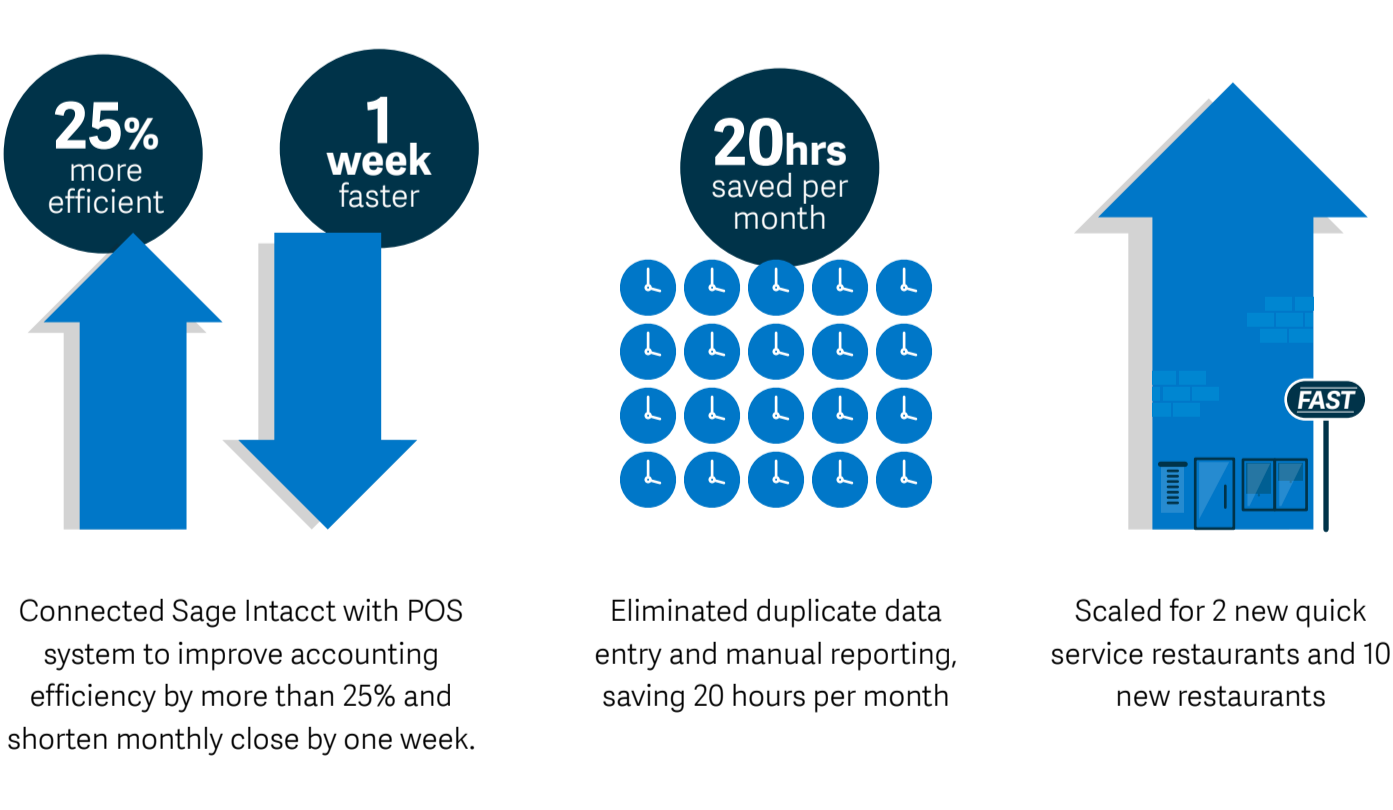 25%
more
efficient
1
week
faster
20hrs
saved per
month
FAST
Connected Sage Intacct with POS
system to improve accounting
efficiency by more than 25% and
shorten monthly close by one week.
Eliminated duplicate data
entry and manual reporting,
saving 20 hours per month
Scaled for 2 new quick
service restaurants and 10
new restaurants